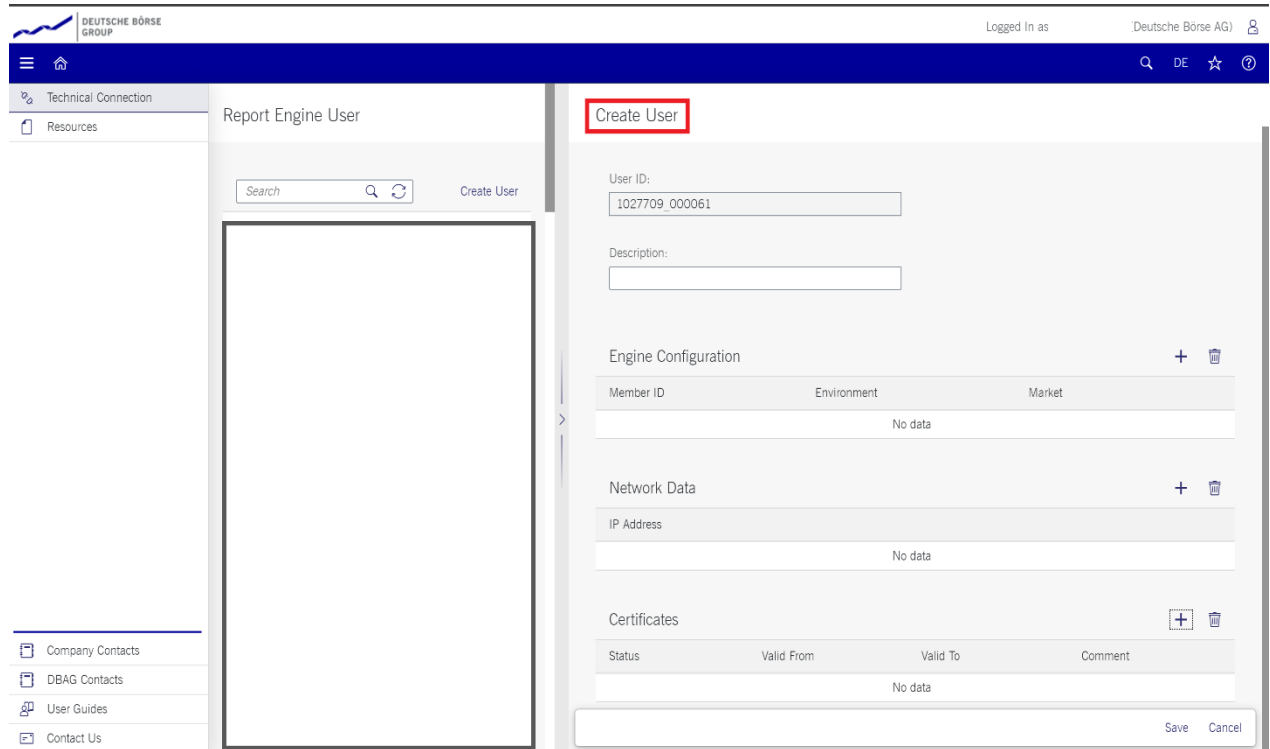 DEUTSCHE BÖRSE
GROUP
Logged In as
(Deutsche Börse AG)
DE
Technical Connection
Resources
Report Engine User
Search
Create User
Create User
User ID:
1027709_000061
Description:
Engine Configuration
Member ID Environment Market
No data
Network Data
IP Address
No data
Certificates
Status Valid From Valid To Comment
No data
Save Cancel
Company Contacts
DBAG Contacts
User Guides
Contact Us